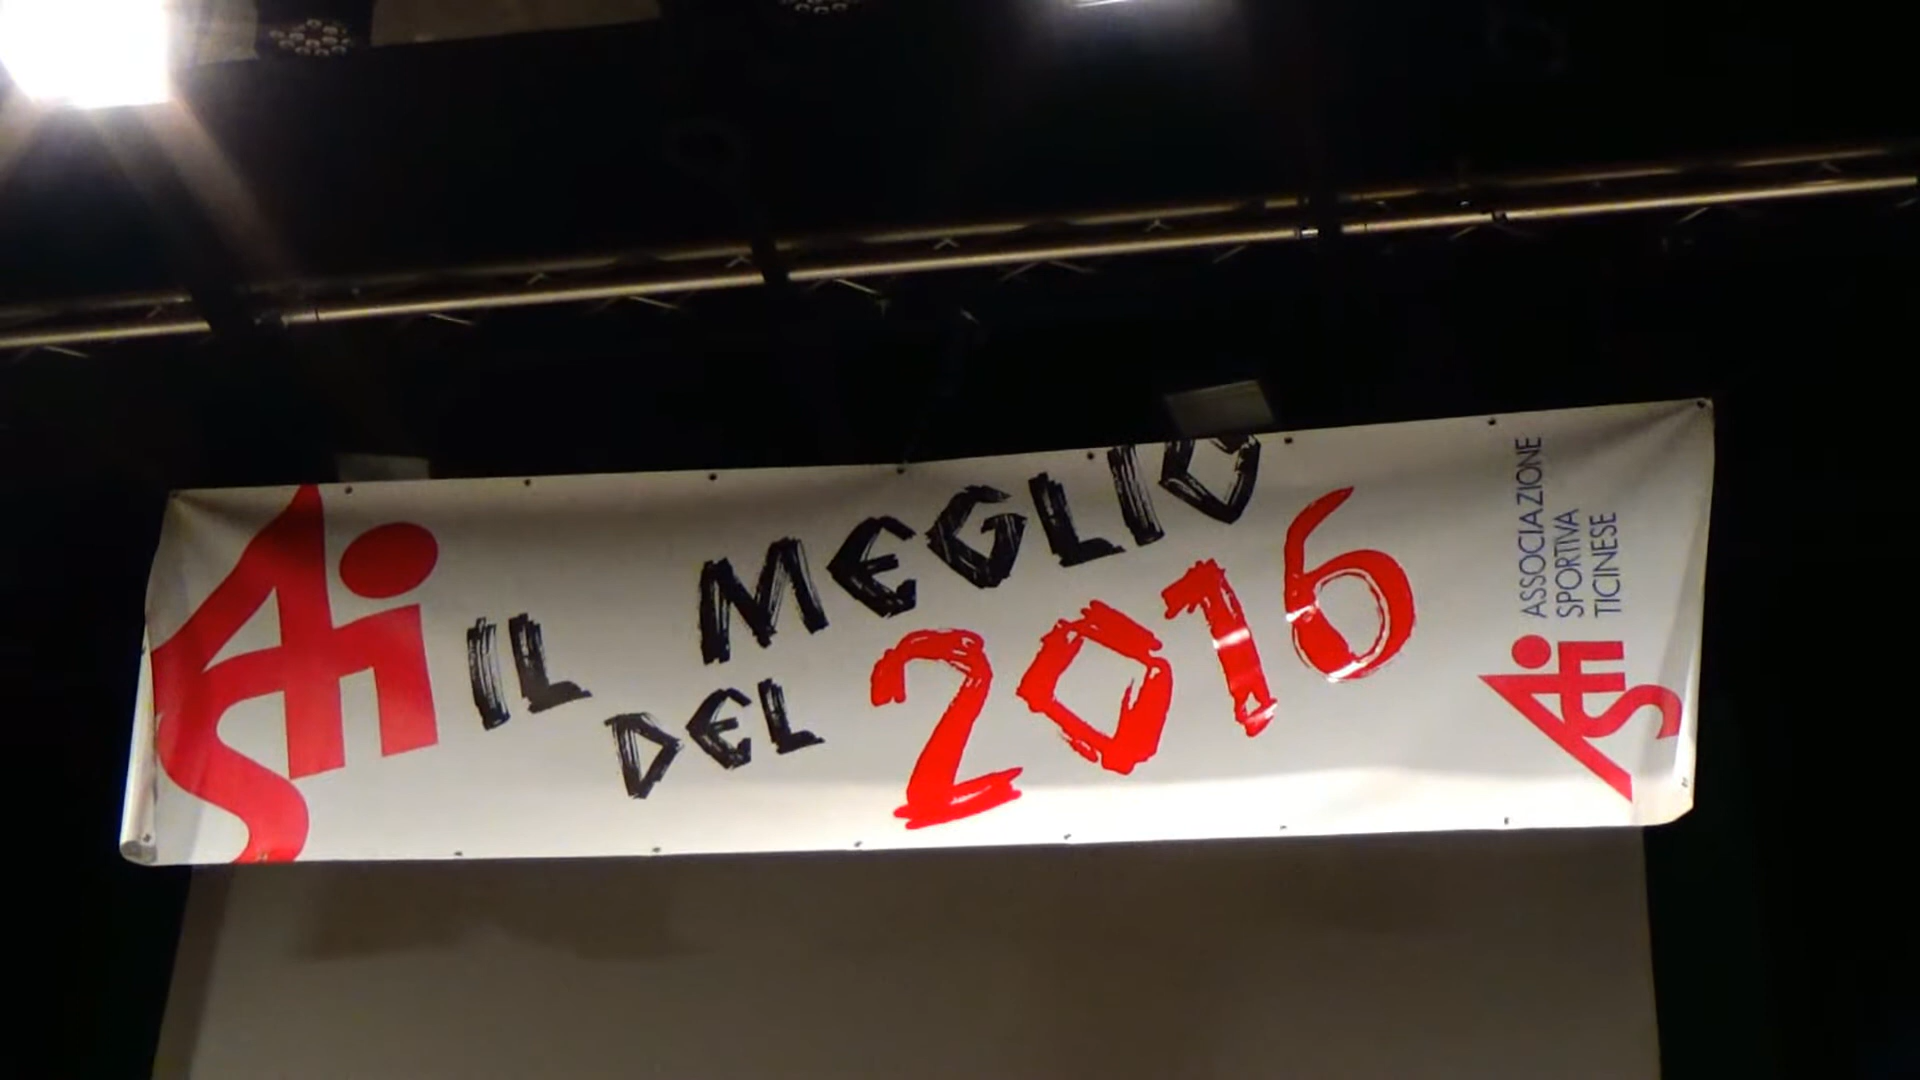 IL MEGLIO
DEL 2016
ASSOCIAZIONE
SPORTIVA
TICINESE